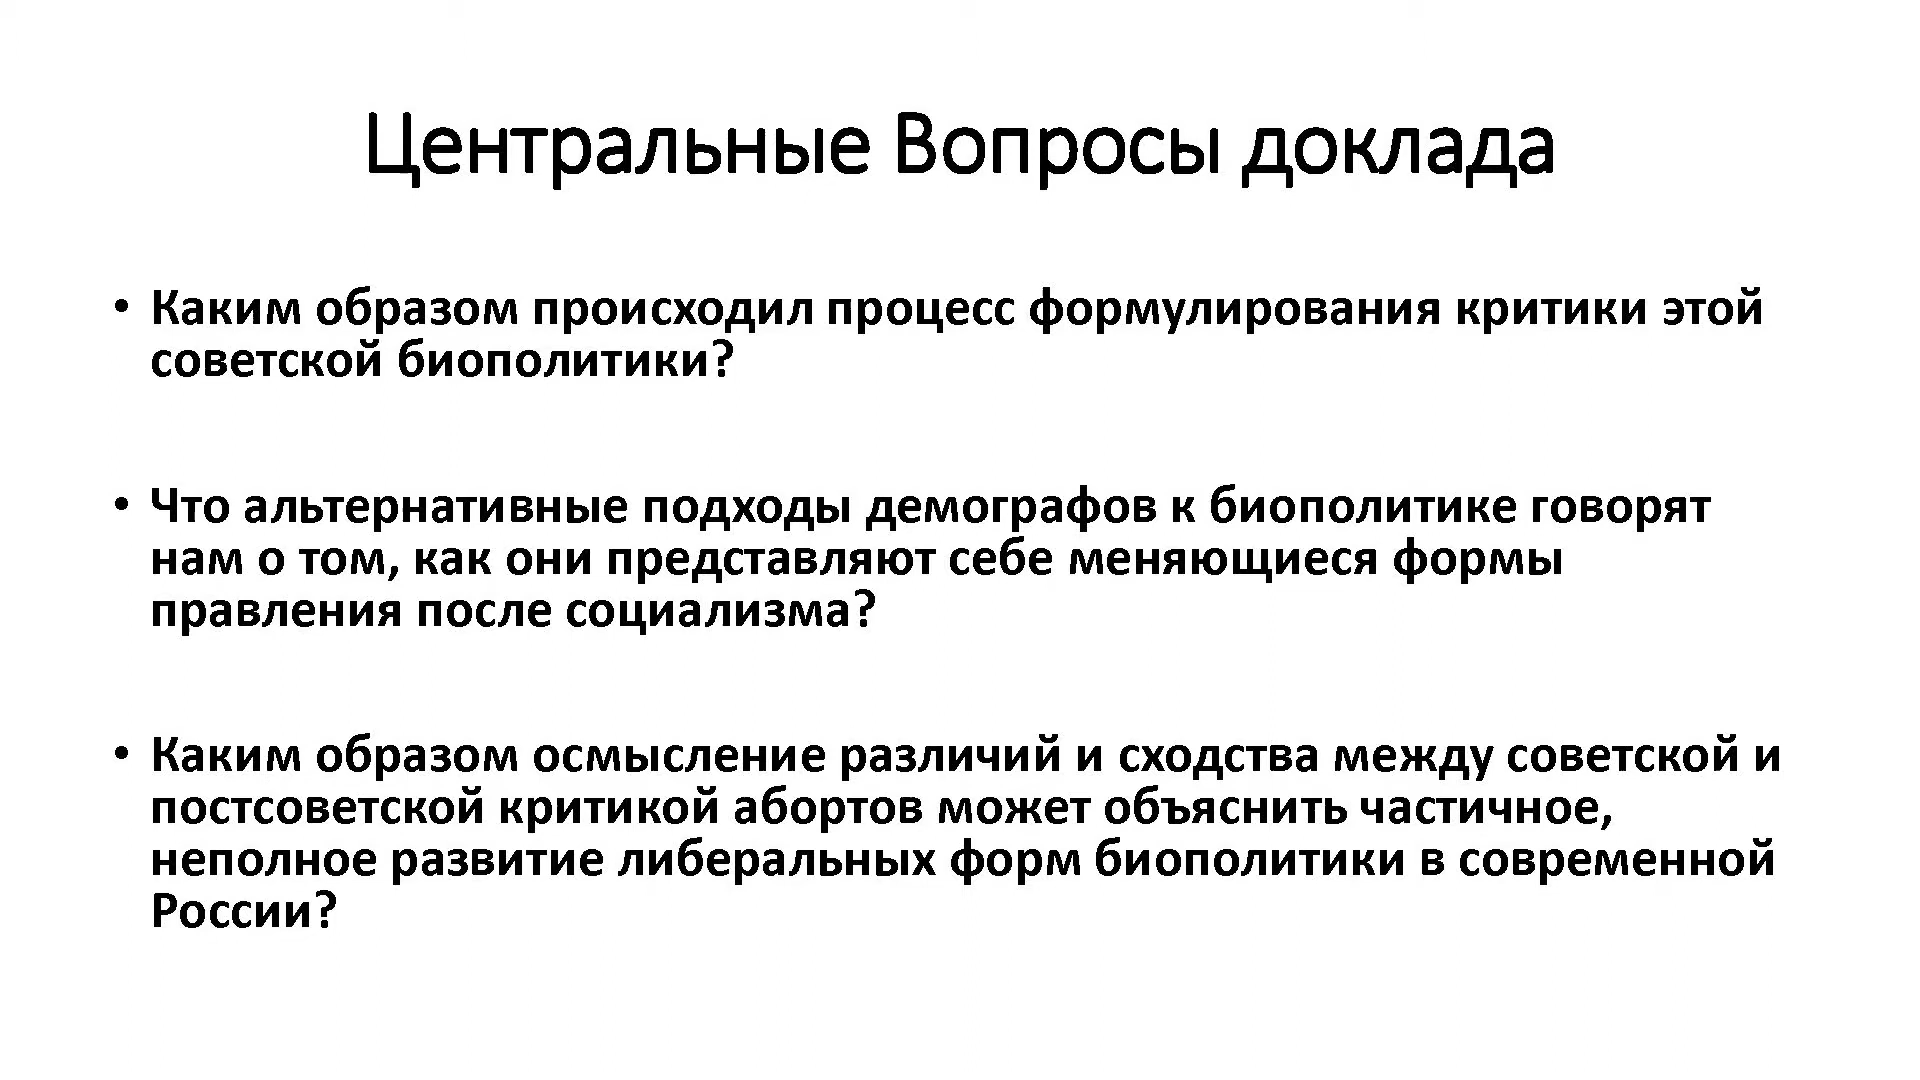 Центральные Вопросы доклада
• Каким образом происходил процесс формулирования критики этой
советской биополитики?
• Что альтернативные подходы демографов к биополитике говорят
нам о том, как они представляют себе меняющиеся формы
правления после социализма?
• Каким образом осмысление различий и сходства между советской и
постсоветской критикой абортов может объяснить частичное,
неполное развитие либеральных форм биополитики в современной
России?